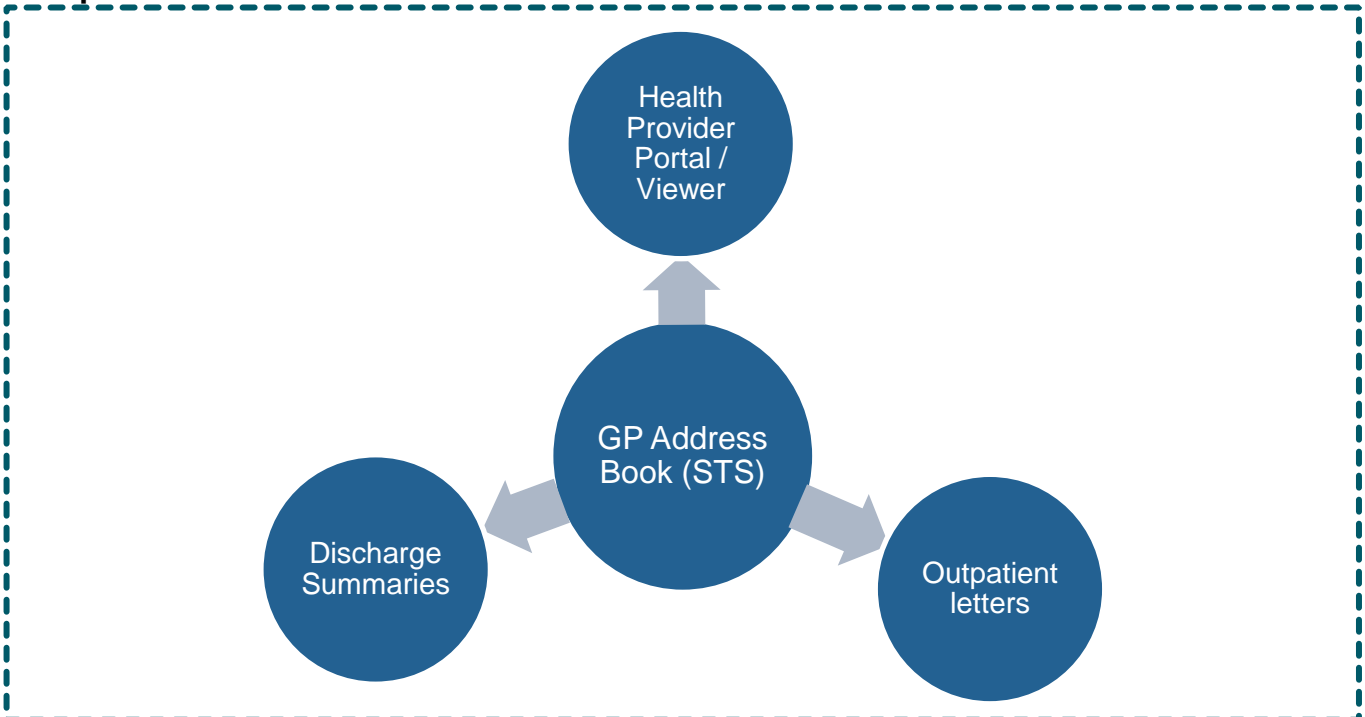 Health
Provider
Portal /
Viewer
GP Address
Book (STS)
Discharge
Summaries
Outpatient
letters